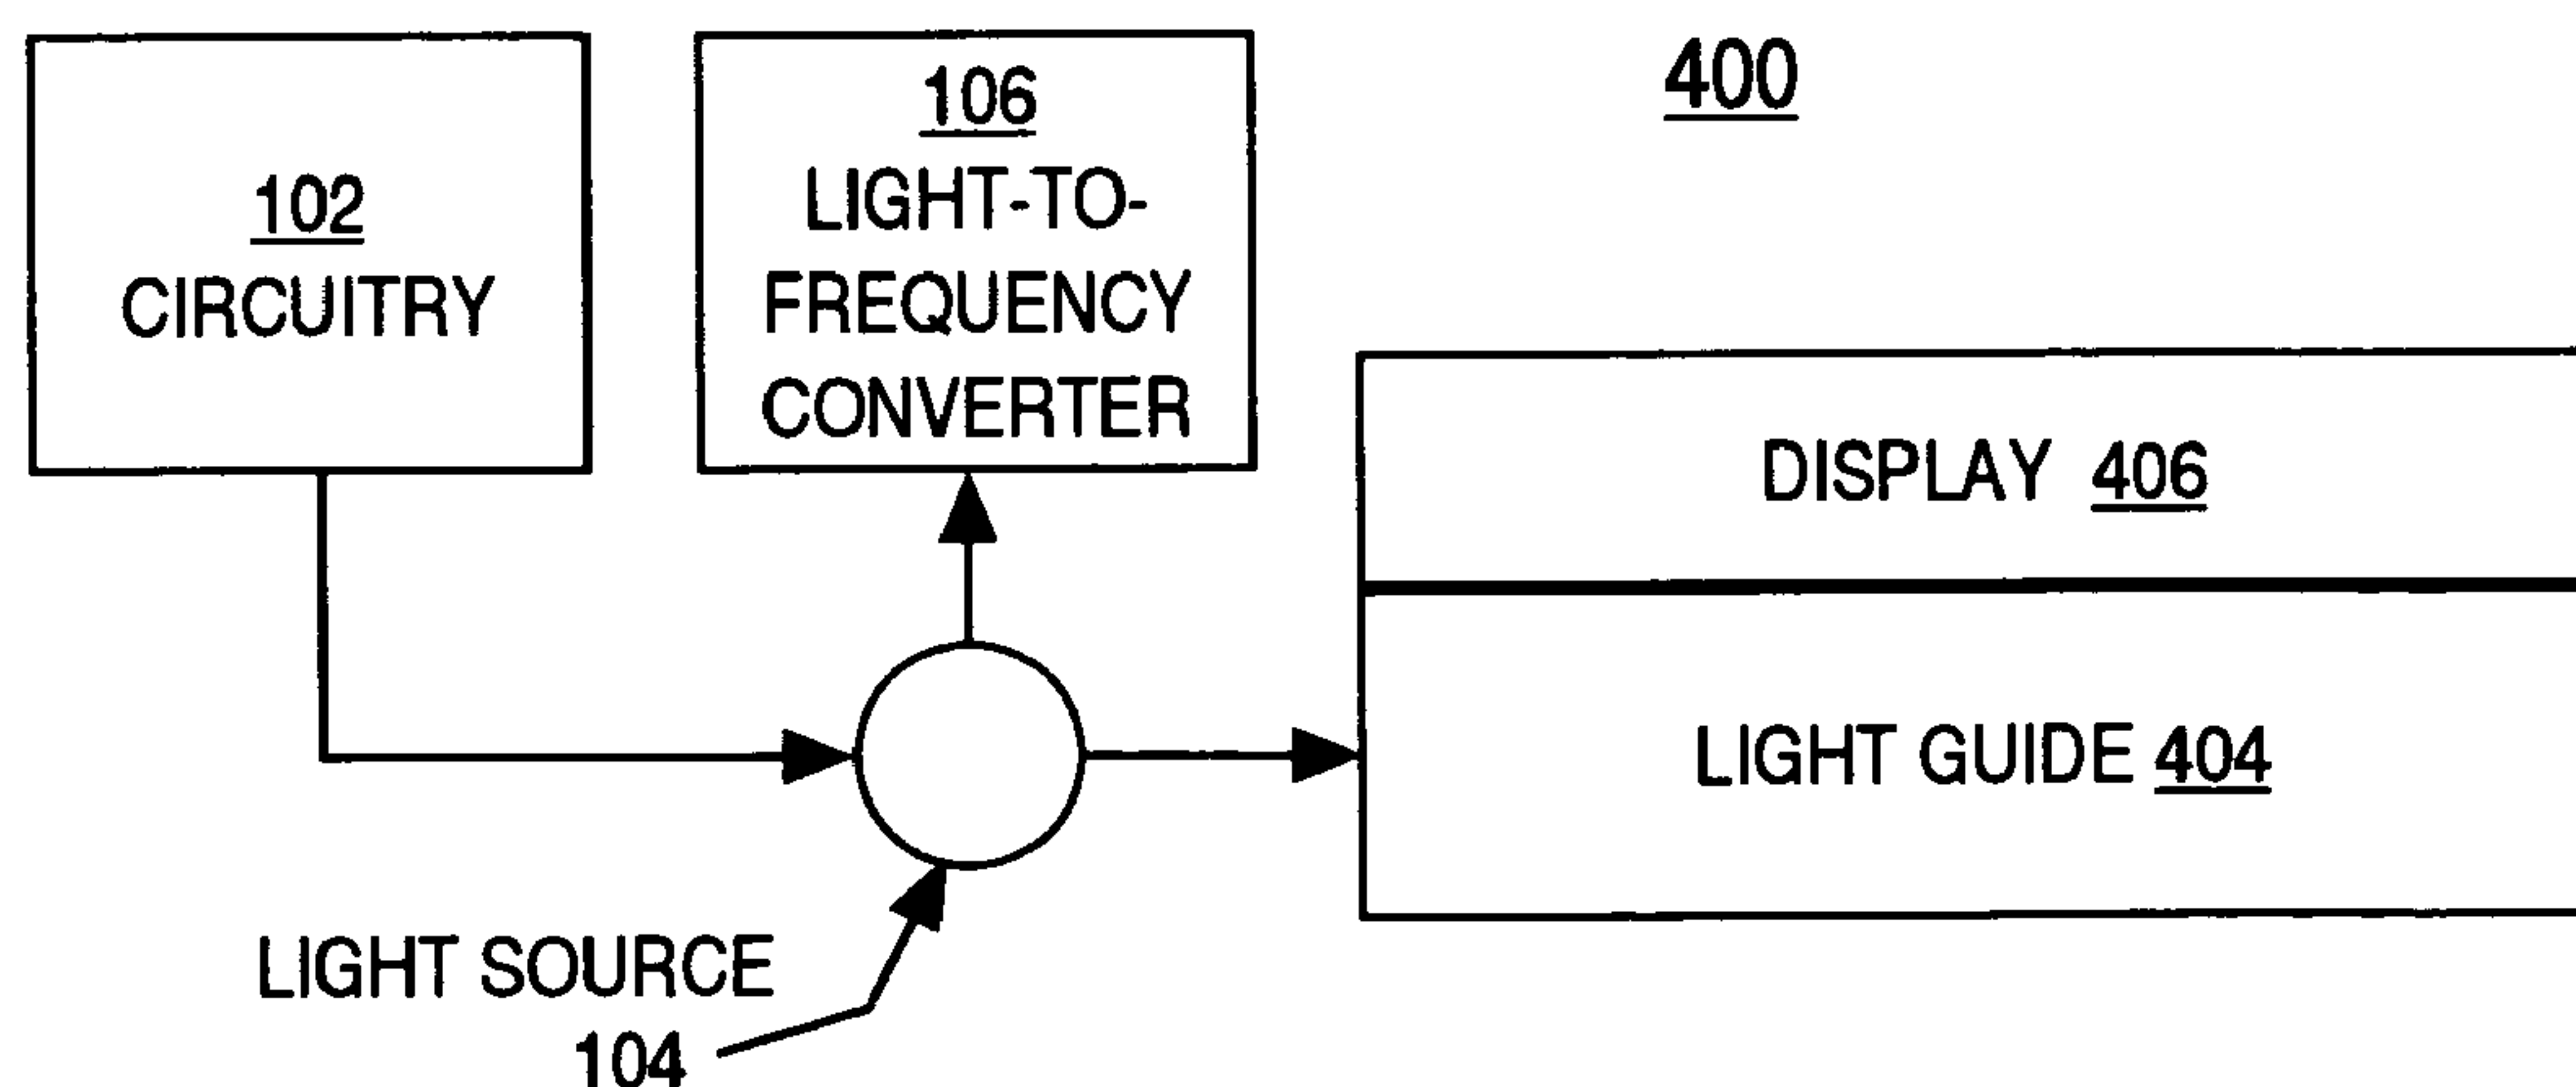 102
CIRCUITRY
106
LIGHT-TO-
FREQUENCY
CONVERTER
400
DISPLAY 406
LIGHT GUIDE 404
LIGHT SOURCE
104